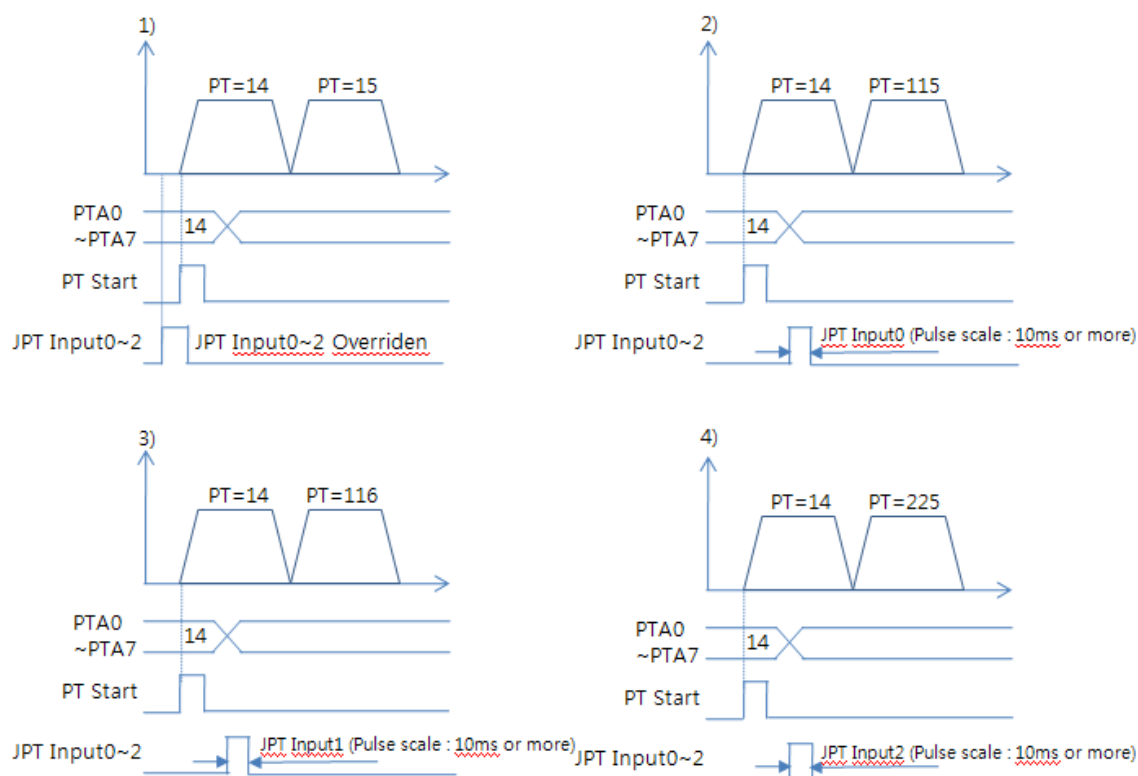 1)
PT=14 PT=15
PTA0
~PTA7
14
PT Start
JPT Input0~2
JPT Input0~2 Overriden
2)
PT=14 PT=115
PTA0
~PTA7
14
PT Start
JPT Input0~2
JPT Input0 (Pulse scale : 10ms or more)
3)
PT=14 PT=116
PTA0
~PTA7
14
PT Start
JPT Input0~2
JPT Input1 (Pulse scale : 10ms or more)
4)
PT=14 PT=225
PTA0
~PTA7
14
PT Start
JPT Input0~2
JPT Input2 (Pulse scale : 10ms or more)